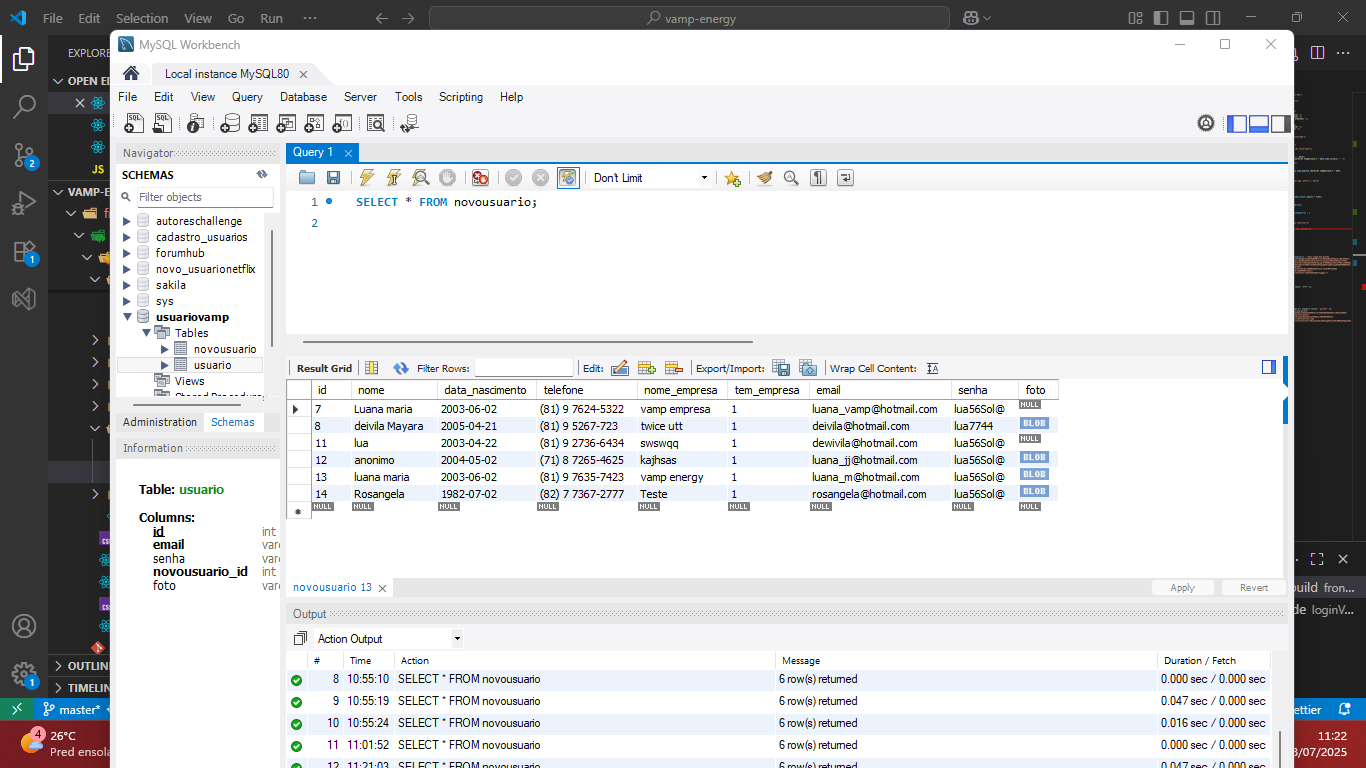 File Edit Selection View Go Run ··· vamp-energy
EXPLORE
OPEN EI
JS
VAMP-E
OUTLIN
TIMELIN
master*
2
1
1
MySQL Workbench
Local instance MySQL80
File Edit View Query Database Server Tools Scripting Help
Navigator
SCHEMAS
Filter objects
autoreschallenge
cadastro_usuarios
forumhub
novo_usuarionetflix
sakila
sys
usuariovamp
Tables
novousuario
usuario
Views
Stored Procedures
Administration Schemas
Information
Table: usuario
Columns:
id int
email varc
senha varc
novousuario_id int
foto varc
Query 1
Don't Limit
1 SELECT * FROM novousuario;
2
Result Grid Filter Rows: Edit: Export/Import: Wrap Cell Content:
id nome data_nascimento telefone nome_empresa tem_empresa email senha foto
7 Luana maria 2003-06-02 (81) 9 7624-5322 vamp empresa 1 luana_vamp@hotmail.com lua56Sol@ NULL
8 deivila Mayara 2005-04-21 (81) 9 5267-723 twice utt 1 deivila@hotmail.com lua7744 BLOB
11 lua 2003-04-22 (81) 9 2736-6434 swswqq 1 dewivila@hotmail.com lua56Sol@ NULL
12 anonimo 2004-05-02 (71) 8 7265-4625 kajhsas 1 luana_jj@hotmail.com lua56Sol@ BLOB
13 luana maria 2003-06-02 (81) 9 7635-7423 vamp energy 1 luana_m@hotmail.com lua56Sol@ BLOB
14 Rosangela 1982-07-02 (82) 7 7367-2777 Teste 1 rosangela@hotmail.com lua56Sol@ BLOB
NULL NULL NULL NULL NULL NULL NULL NULL NULL
novousuario 13
Apply Revert
Output
Action Output
# Time Action Message Duration / Fetch
8 10:55:10 SELECT * FROM novousuario 6 row(s) returned 0.000 sec / 0.000 sec
9 10:55:19 SELECT * FROM novousuario 6 row(s) returned 0.047 sec / 0.000 sec
10 10:55:24 SELECT * FROM novousuario 6 row(s) returned 0.016 sec / 0.000 sec
11 11:01:52 SELECT * FROM novousuario 6 row(s) returned 0.000 sec / 0.000 sec
12 11:21:03 SELECT * FROM novousuario 6 row(s) returned 0.047 sec / 0.000 sec
build fron...
de loginV...
ettier
4
26°C
Pred ensola
11:22
3/07/2025